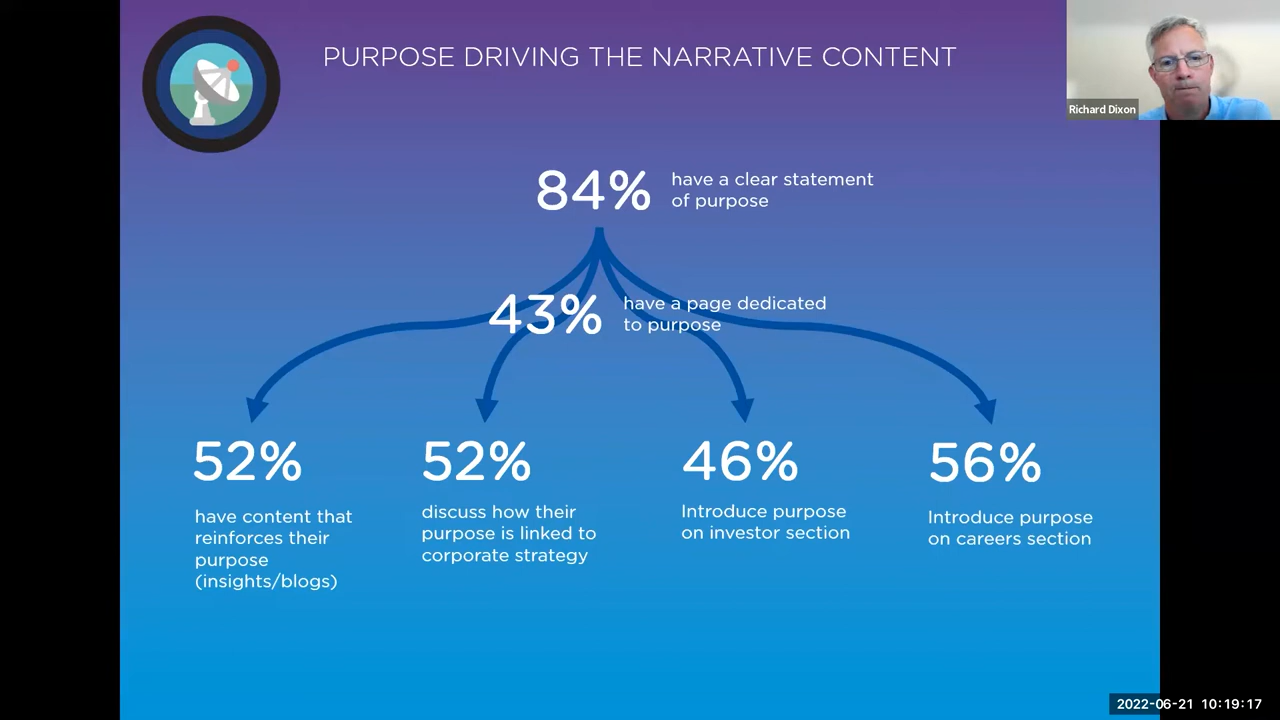 PURPOSE DRIVING THE NARRATIVE CONTENT
Richard Dixon
84%
have a clear statement
of purpose
43%
have a page dedicated
to purpose
52%
have content that
reinforces their
purpose
(insights/blogs)
52%
discuss how their
purpose is linked to
corporate strategy
46%
Introduce purpose
on investor section
56%
Introduce purpose
on careers section
2022-06-21 10:19:17